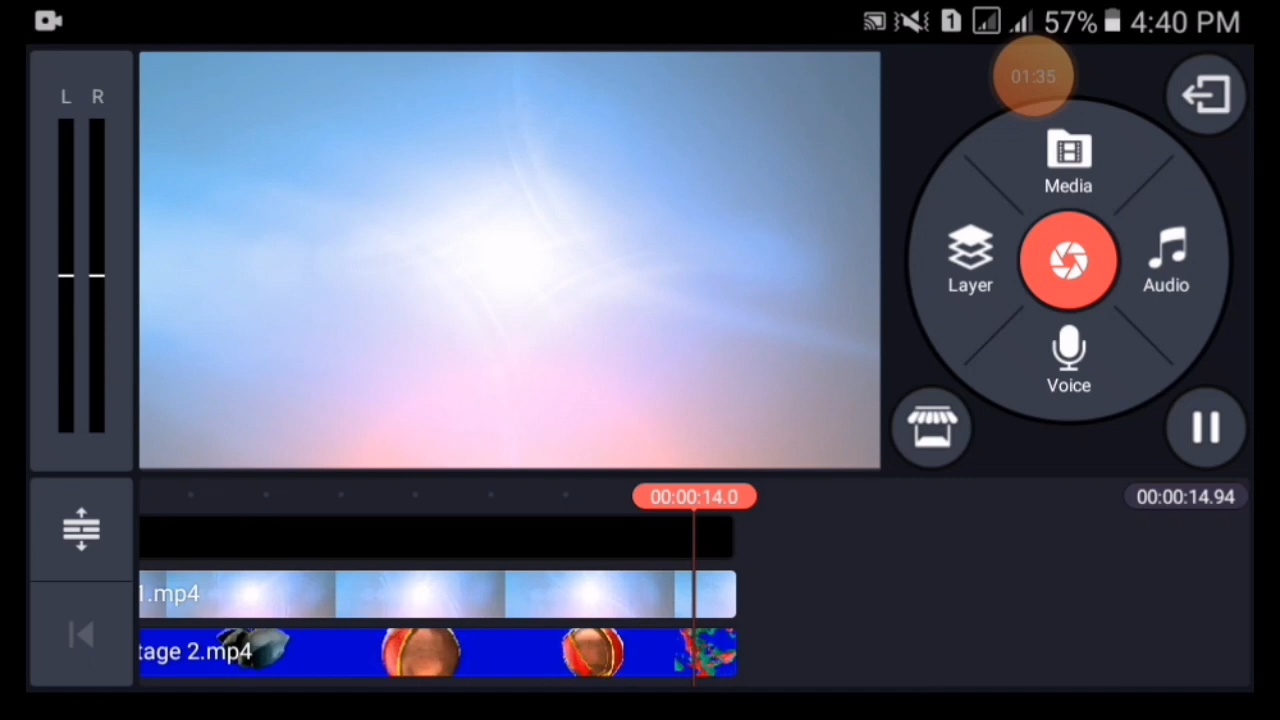 1 57% 4:40 PM
L R
01:35
Media
Layer
Audio
Voice
00:00:14.0
00:00:14.94
1.mp4
tage 2.mp4